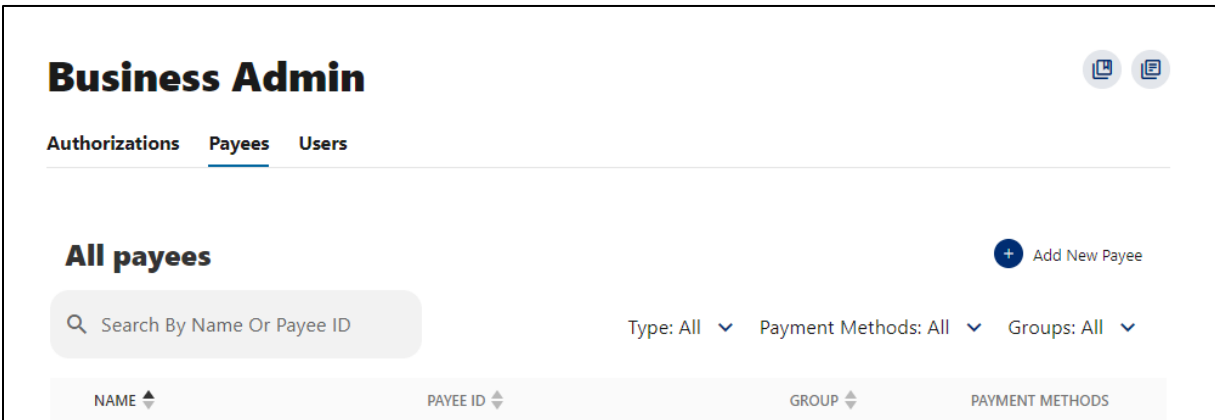 Business Admin
Authorizations Payees Users
All payees
Add New Payee
Search By Name Or Payee ID
Type: All Payment Methods: All Groups: All
NAME PAYEE ID GROUP PAYMENT METHODS